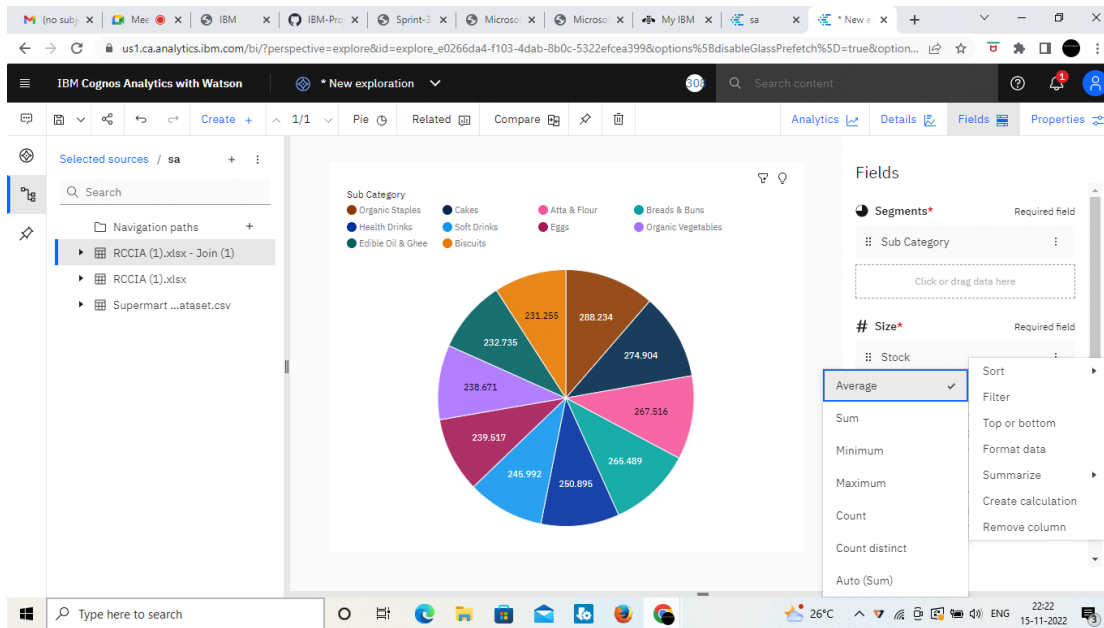 (no subj
Mee
IBM
IBM-Pro
Sprint-3
Microsof
Microsof
My IBM
sa
* New e
us1.ca.analytics.ibm.com/bi/?perspective=explore&id=explore_e0266da4-f103-4dab-8b0c-5322efcea399&options%5BdisableGlassPrefetch%5D=true&option...
IBM Cognos Analytics with Watson
* New exploration
Search content
1
Create +
1/1
Pie
Related
Compare
Analytics
Details
Fields
Properties
Selected sources / sa
Search
Navigation paths
RCCIA (1).xlsx - Join (1)
RCCIA (1).xlsx
Supermart ...ataset.csv
Sub Category
Organic Staples
Cakes
Atta & Flour
Breads & Buns
Health Drinks
Soft Drinks
Eggs
Organic Vegetables
Edible Oil & Ghee
Biscuits
231.255
288.234
232.735
274.904
238.671
267.516
239.517
265.489
245.992
250.895
Fields
Segments*
Required field
Sub Category
Click or drag data here
# Size*
Required field
Stock
Average
Sum
Minimum
Maximum
Count
Count distinct
Auto (Sum)
Sort
Filter
Top or bottom
Format data
Summarize
Create calculation
Remove column
Type here to search
26°C
ENG
22:22
15-11-2022
3